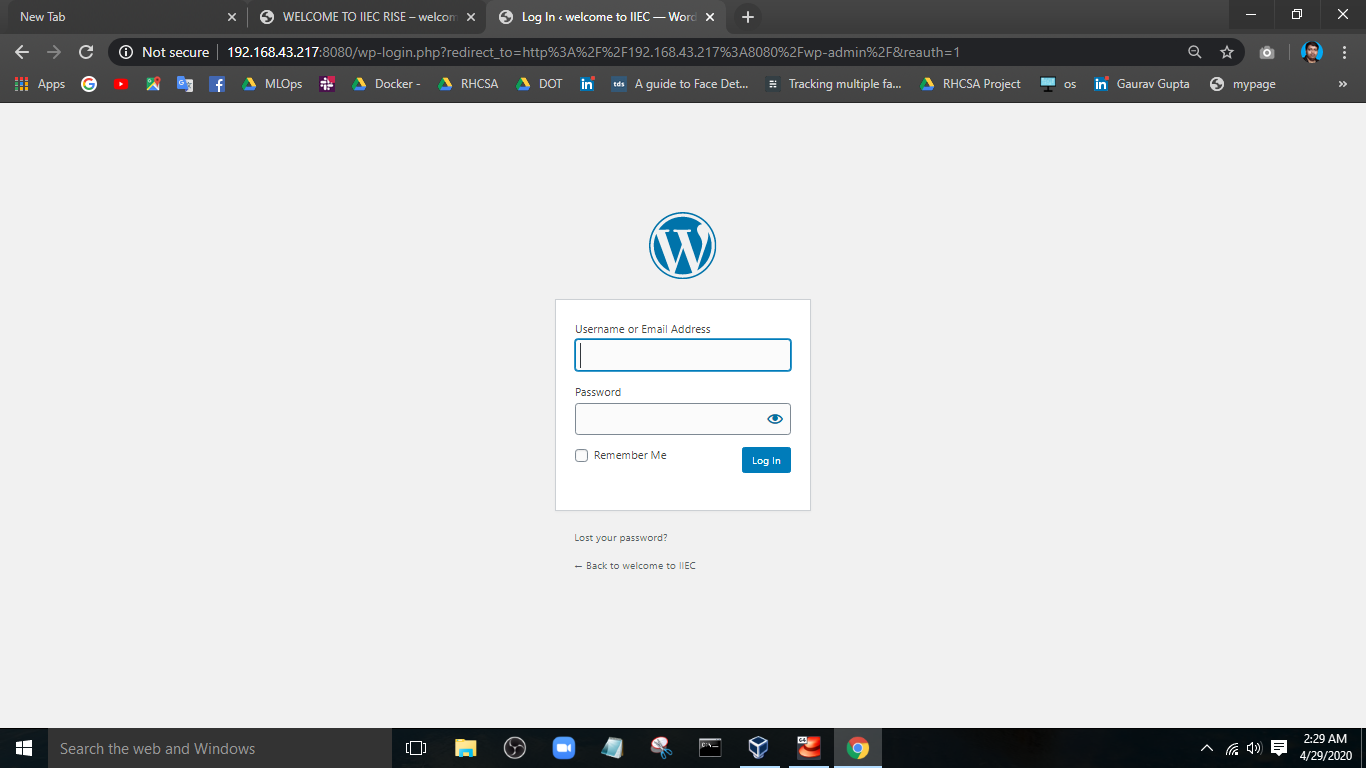 New Tab
WELCOME TO IIEC RISE – welcom
Log In ‹ welcome to IIEC — Word
Not secure
192.168.43.217:8080/wp-login.php?redirect_to=http%3A%2F%2F192.168.43.217%3A8080%2Fwp-admin%2F&reauth=1
Apps
MLOps
Docker -
RHCSA
DOT
in
tds
A guide to Face Det...
Tracking multiple fa...
RHCSA Project
os
in
Gaurav Gupta
mypage
»
Username or Email Address
Password
Remember Me
Log In
Lost your password?
← Back to welcome to IIEC
Search the web and Windows
64
2:29 AM
4/29/2020